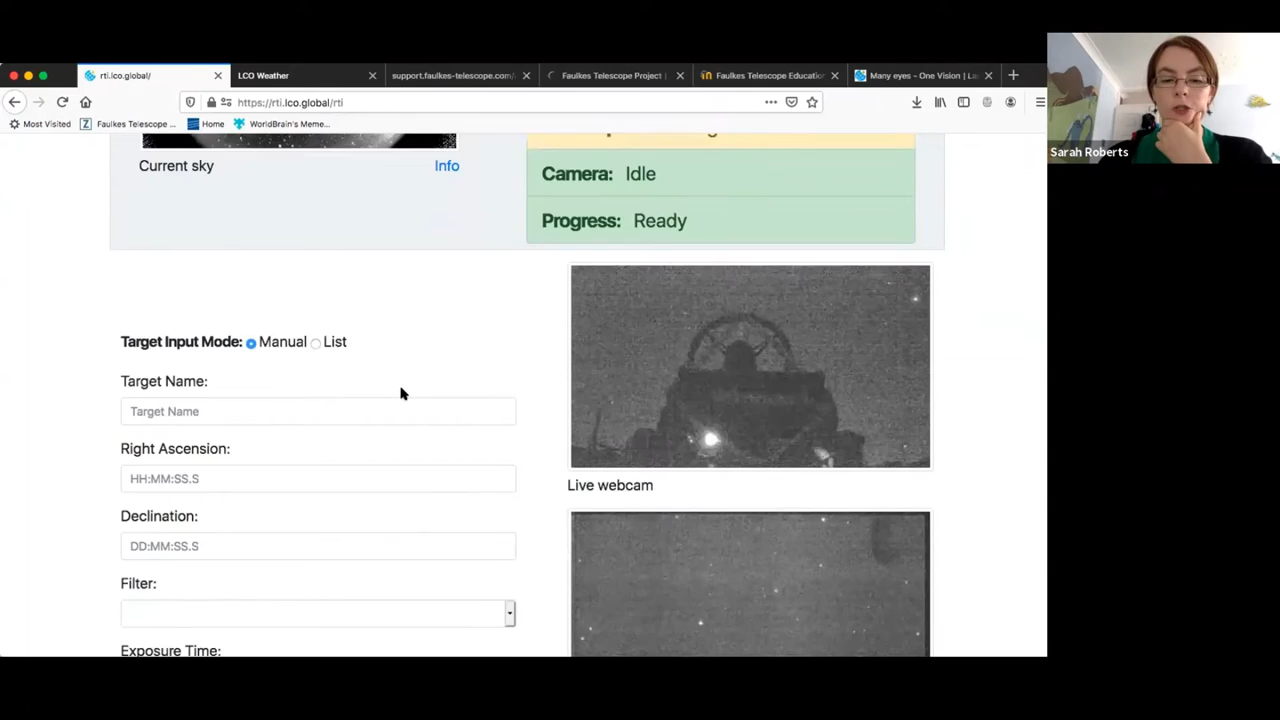 rti.lco.global/
LCO Weather
support.faulkes-telescope.com/
Faulkes Telescope Project |
Faulkes Telescope Education
Many eyes - One Vision | La
https://rti.lco.global/rti
Most Visited
Faulkes Telescope ...
Home
WorldBrain's Meme...
Sarah Roberts
Current sky
Info
Camera: Idle
Progress: Ready
Target Input Mode: Manual List
Target Name:
Target Name
Right Ascension:
HH:MM:SS.S
Live webcam
Declination:
DD:MM:SS.S
Filter:
Exposure Time: